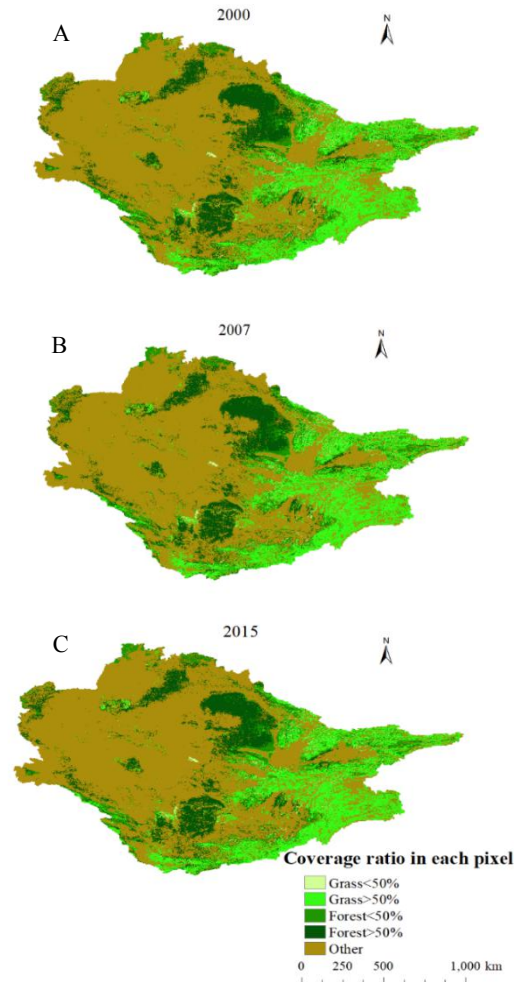 2000
A
N
2007
B
N
2015
C
N
Coverage ratio in each pixel
Grass<50%
Grass>50%
Forest<50%
Forest>50%
Other
0 250 500 1,000 km